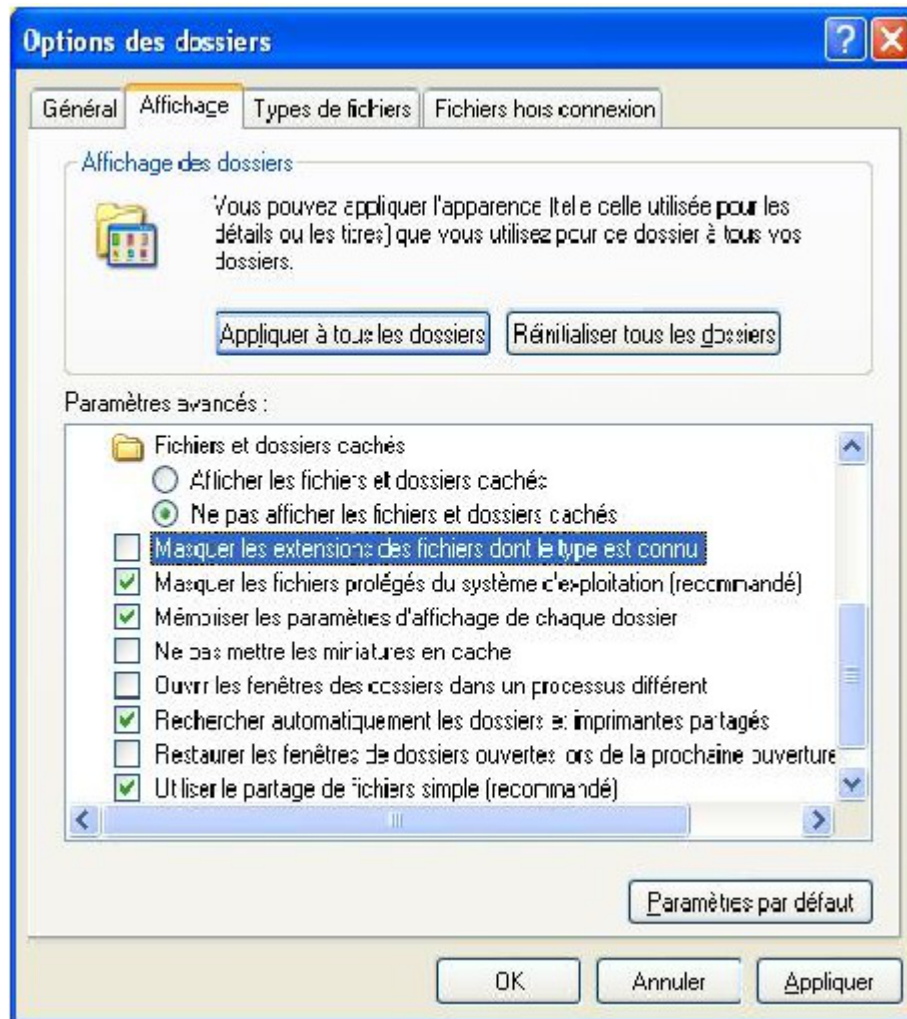 Options des dossiers
Général Affichage Types de fichiers Fichiers hors connexion
Affichage des dossiers
Vous pouvez appliquer l'apparence (telle celle utilisée pour les
détails ou les titres) que vous utilisez pour ce dossier à tous vos
dossiers.
Appliquer à tous les dossiers Réinitialiser tous les dossiers
Paramètres avancés :
Fichiers et dossiers cachés
Afficher les fichiers et dossiers cachés
Ne pas afficher les fichiers et dossiers cachés
Masquer les extensions des fichiers dont le type est connu
Masquer les fichiers protégés du système d'exploitation (recommandé)
Mémoriser les paramètres d'affichage de chaque dossier
Ne pas mettre les miniatures en cache
Ouvrir les fenêtres des dossiers dans un processus différent
Rechercher automatiquement les dossiers et imprimantes partagés
Restaurer les fenêtres de dossiers ouvertes lors de la prochaine ouverture
Utiliser le partage de fichiers simple (recommandé)
Paramètres par défaut
OK Annuler Appliquer